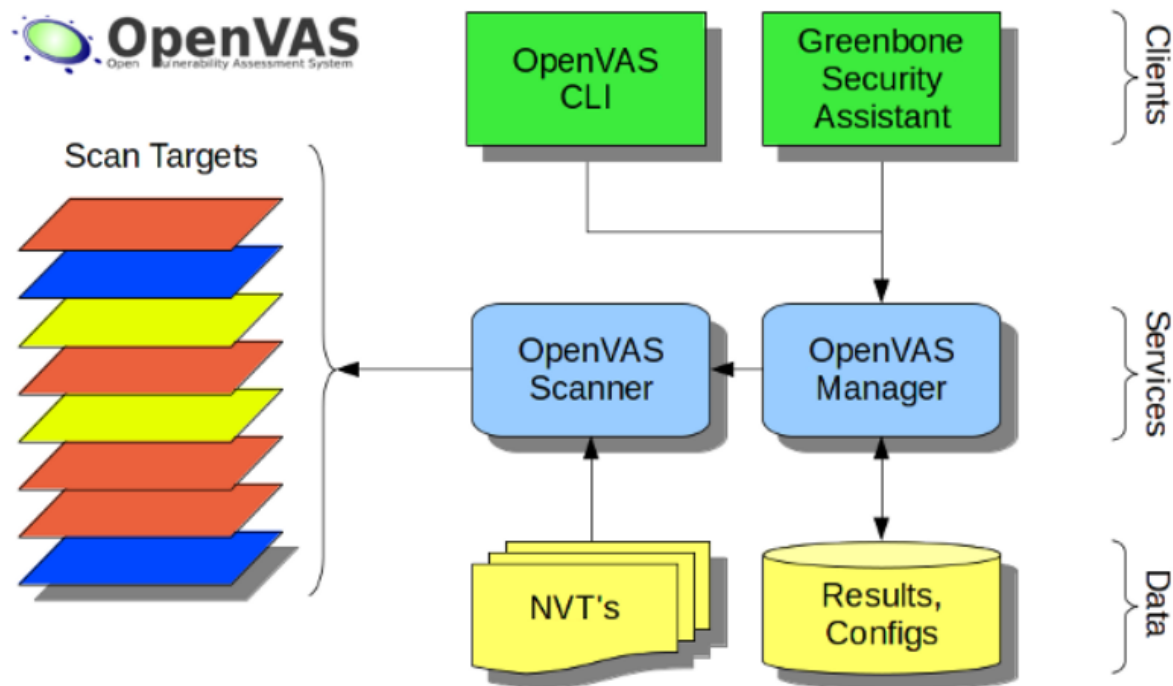 OpenVAS
Open Vulnerability Assessment System
OpenVAS
CLI
Greenbone
Security
Assistant
Clients
Scan Targets
OpenVAS
Scanner
OpenVAS
Manager
Services
NVT's
Results,
Configs
Data